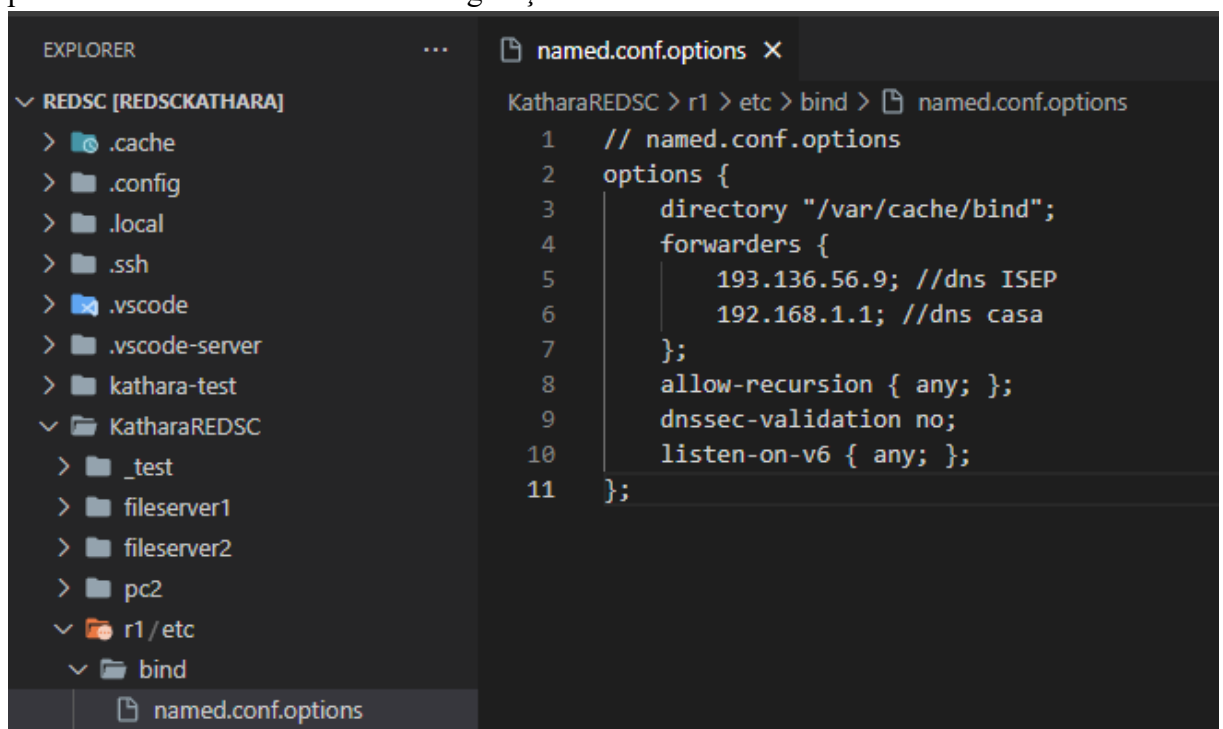 EXPLORER ...
REDSC [REDSCKATHARA]
.cache
.config
.local
.ssh
.vscode
.vscode-server
kathara-test
KatharaREDSC
_test
fileserver1
fileserver2
pc2
r1/etc
bind
named.conf.options
named.conf.options ×
KatharaREDSC > r1 > etc > bind > named.conf.options
1 // named.conf.options
2 options {
3 directory "/var/cache/bind";
4 forwarders {
5 193.136.56.9; //dns ISEP
6 192.168.1.1; //dns casa
7 };
8 allow-recursion { any; };
9 dnssec-validation no;
10 listen-on-v6 { any; };
11 };